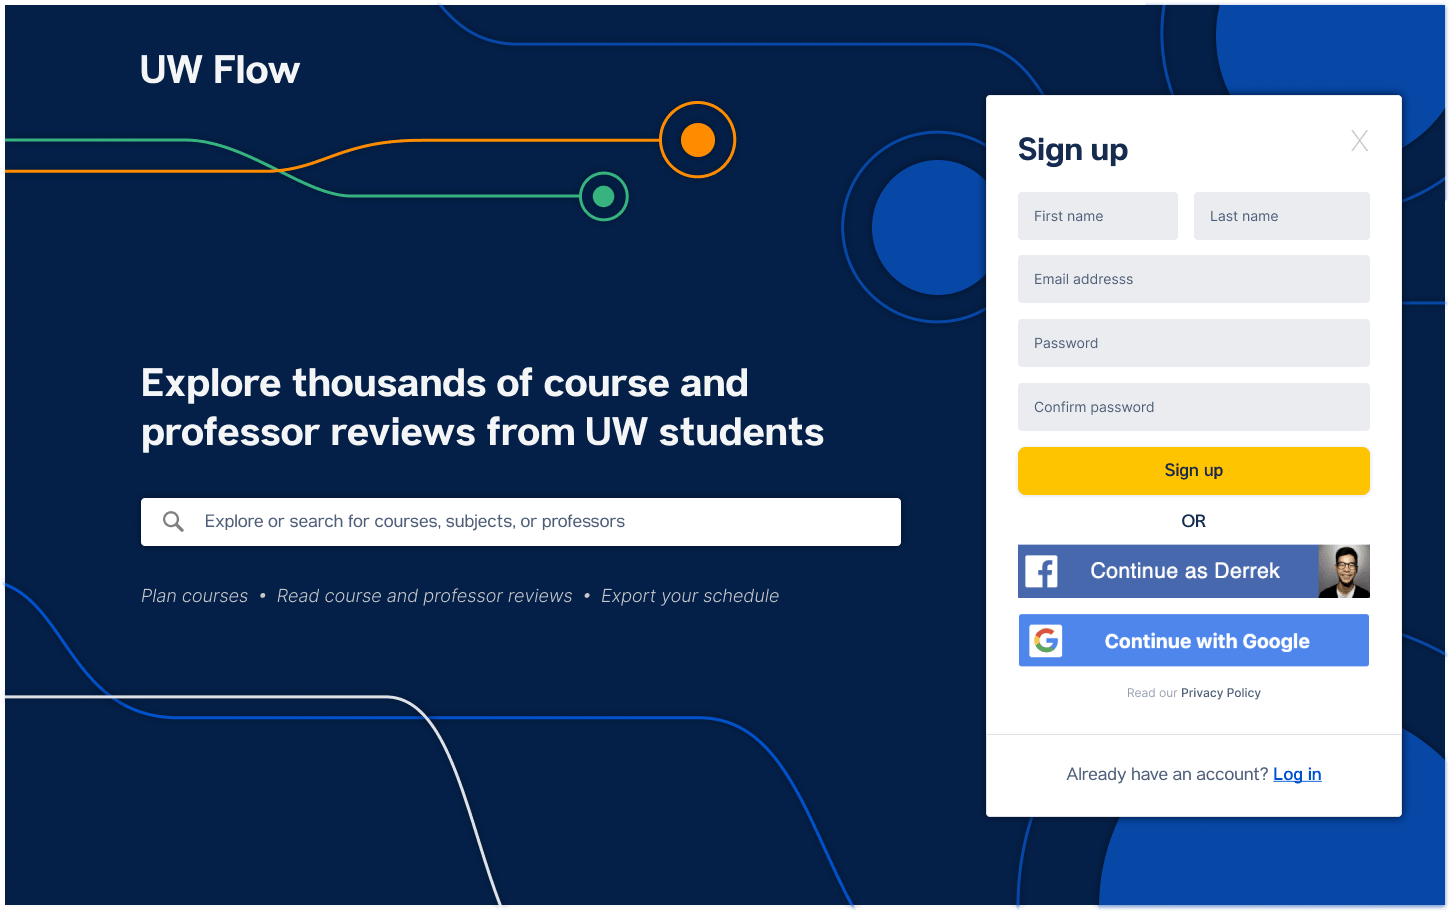 UW Flow
Explore thousands of course and
professor reviews from UW students
Explore or search for courses, subjects, or professors
Plan courses • Read course and professor reviews • Export your schedule
Sign up
X
First name
Last name
Email addresss
Password
Confirm password
Sign up
OR
Continue as Derrek
Continue with Google
Read our Privacy Policy
Already have an account? Log in